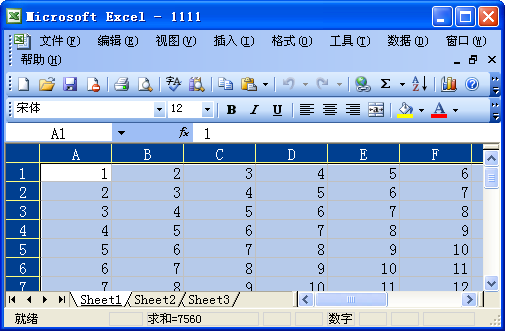 Microsoft Excel - 1111
文件(F) 编辑(E) 视图(V) 插入(I) 格式(O) 工具(T) 数据(D) 窗口(W)
帮助(H)
宋体 12 B I U
A1 fx 1
A B C D E F
1 1 2 3 4 5 6
2 2 3 4 5 6 7
3 3 4 5 6 7 8
4 4 5 6 7 8 9
5 5 6 7 8 9 10
6 6 7 8 9 10 11
7 7 8 9 10 11 12
Sheet1 Sheet2 Sheet3
就绪 求和=7560 数字